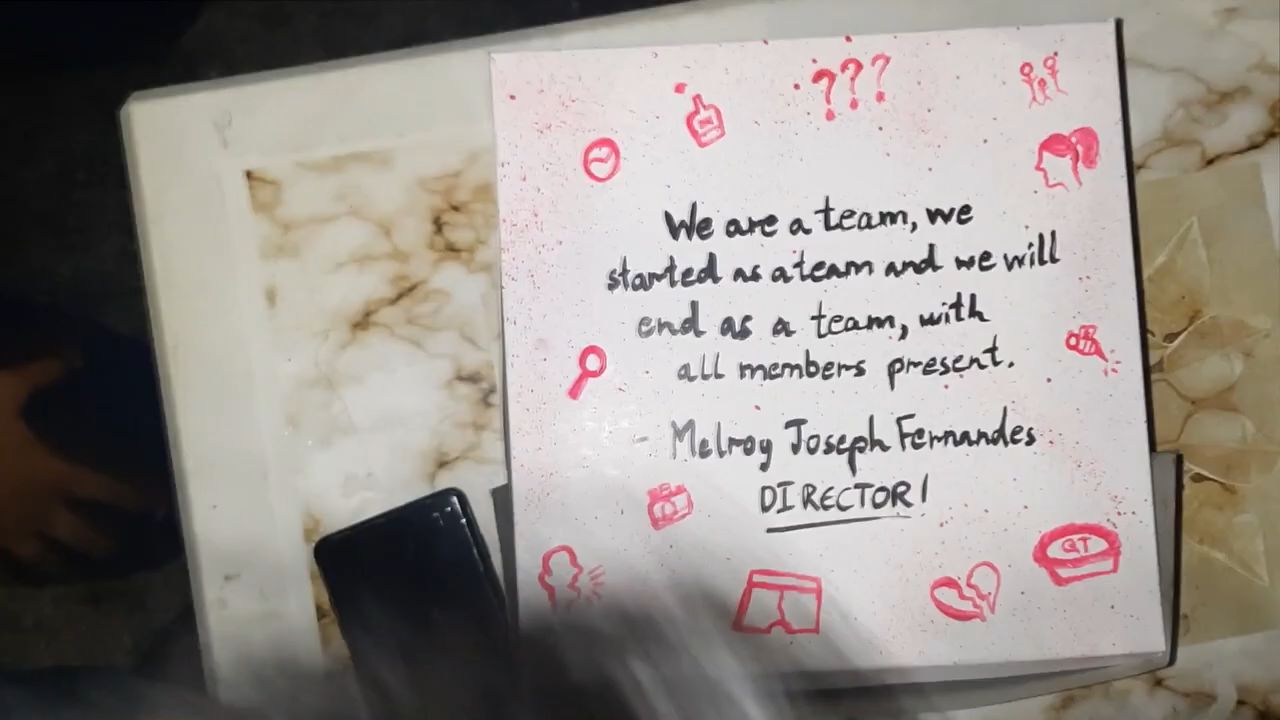 ???
We are a team, we
started as a team and we will
end as a team, with
all members present.
- Melroy Joseph Fernandes
DIRECTOR!
GT